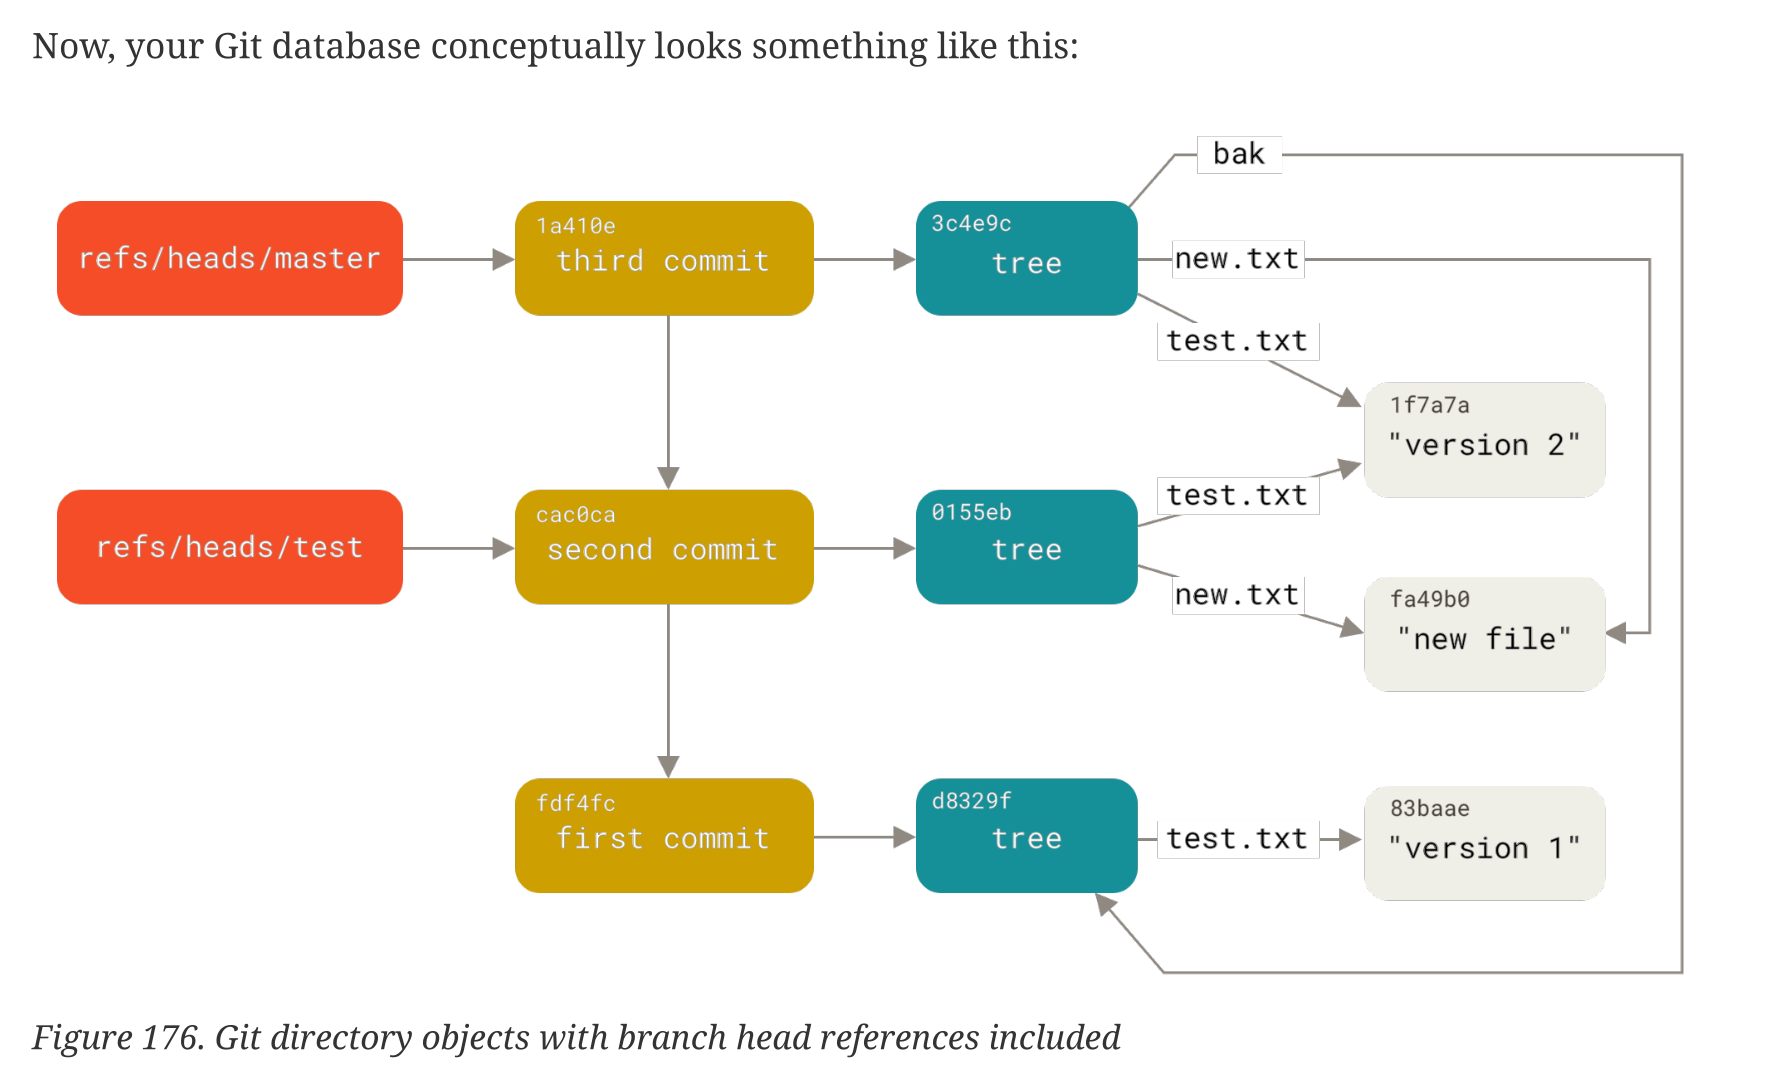 Now, your Git database conceptually looks something like this:
bak
refs/heads/master
1a410e
third commit
3c4e9c
tree
new.txt
test.txt
1f7a7a
"version 2"
refs/heads/test
cac0ca
second commit
0155eb
tree
test.txt
new.txt
fa49b0
"new file"
fdf4fc
first commit
d8329f
tree
test.txt
83baae
"version 1"
Figure 176. Git directory objects with branch head references included